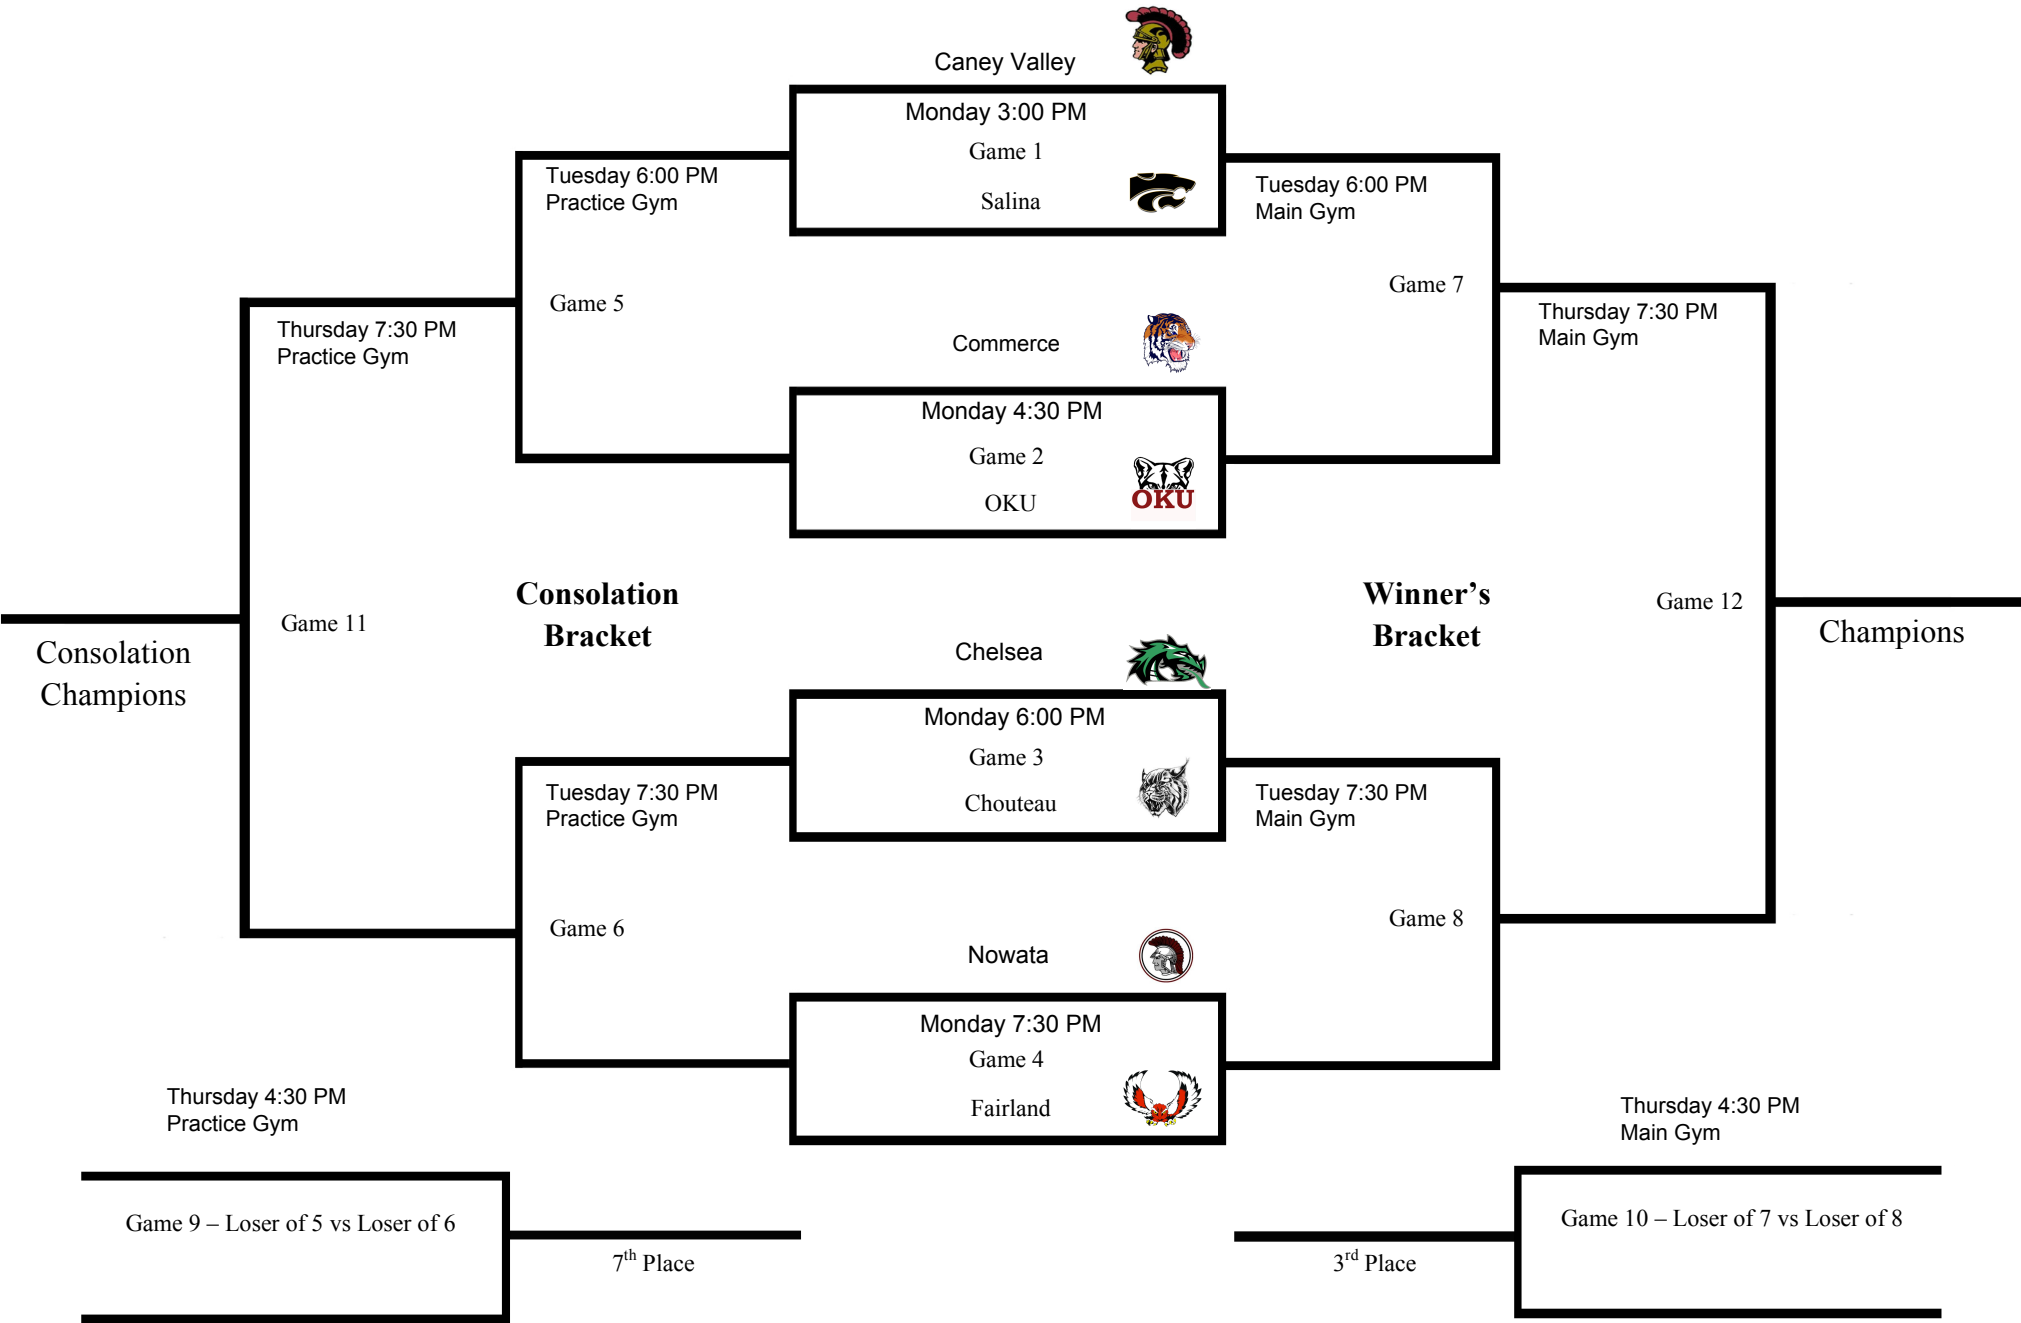 Caney Valley
Monday 3:00 PM
Game 1
Salina
Tuesday 6:00 PM
Practice Gym
Tuesday 6:00 PM
Main Gym
Game 5
Game 7
Commerce
Thursday 7:30 PM
Practice Gym
Thursday 7:30 PM
Main Gym
Monday 4:30 PM
Game 2
OKU
OKU
Consolation
Bracket
Winner’s
Bracket
Game 11
Game 12
Consolation
Champions
Champions
Chelsea
Monday 6:00 PM
Game 3
Chouteau
Tuesday 7:30 PM
Practice Gym
Tuesday 7:30 PM
Main Gym
Game 6
Game 8
Nowata
Monday 7:30 PM
Game 4
Fairland
Thursday 4:30 PM
Practice Gym
Thursday 4:30 PM
Main Gym
Game 9 – Loser of 5 vs Loser of 6
7th Place
Game 10 – Loser of 7 vs Loser of 8
3rd Place